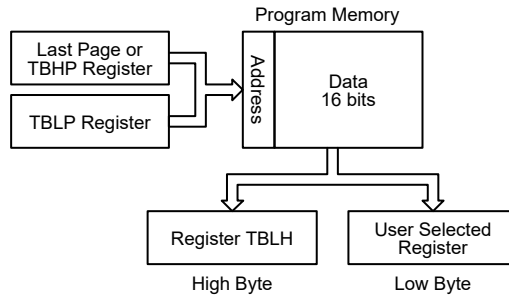 Program Memory
Last Page or
TBHP Register
TBLP Register
Address
Data
16 bits
Register TBLH
User Selected
Register
High Byte
Low Byte